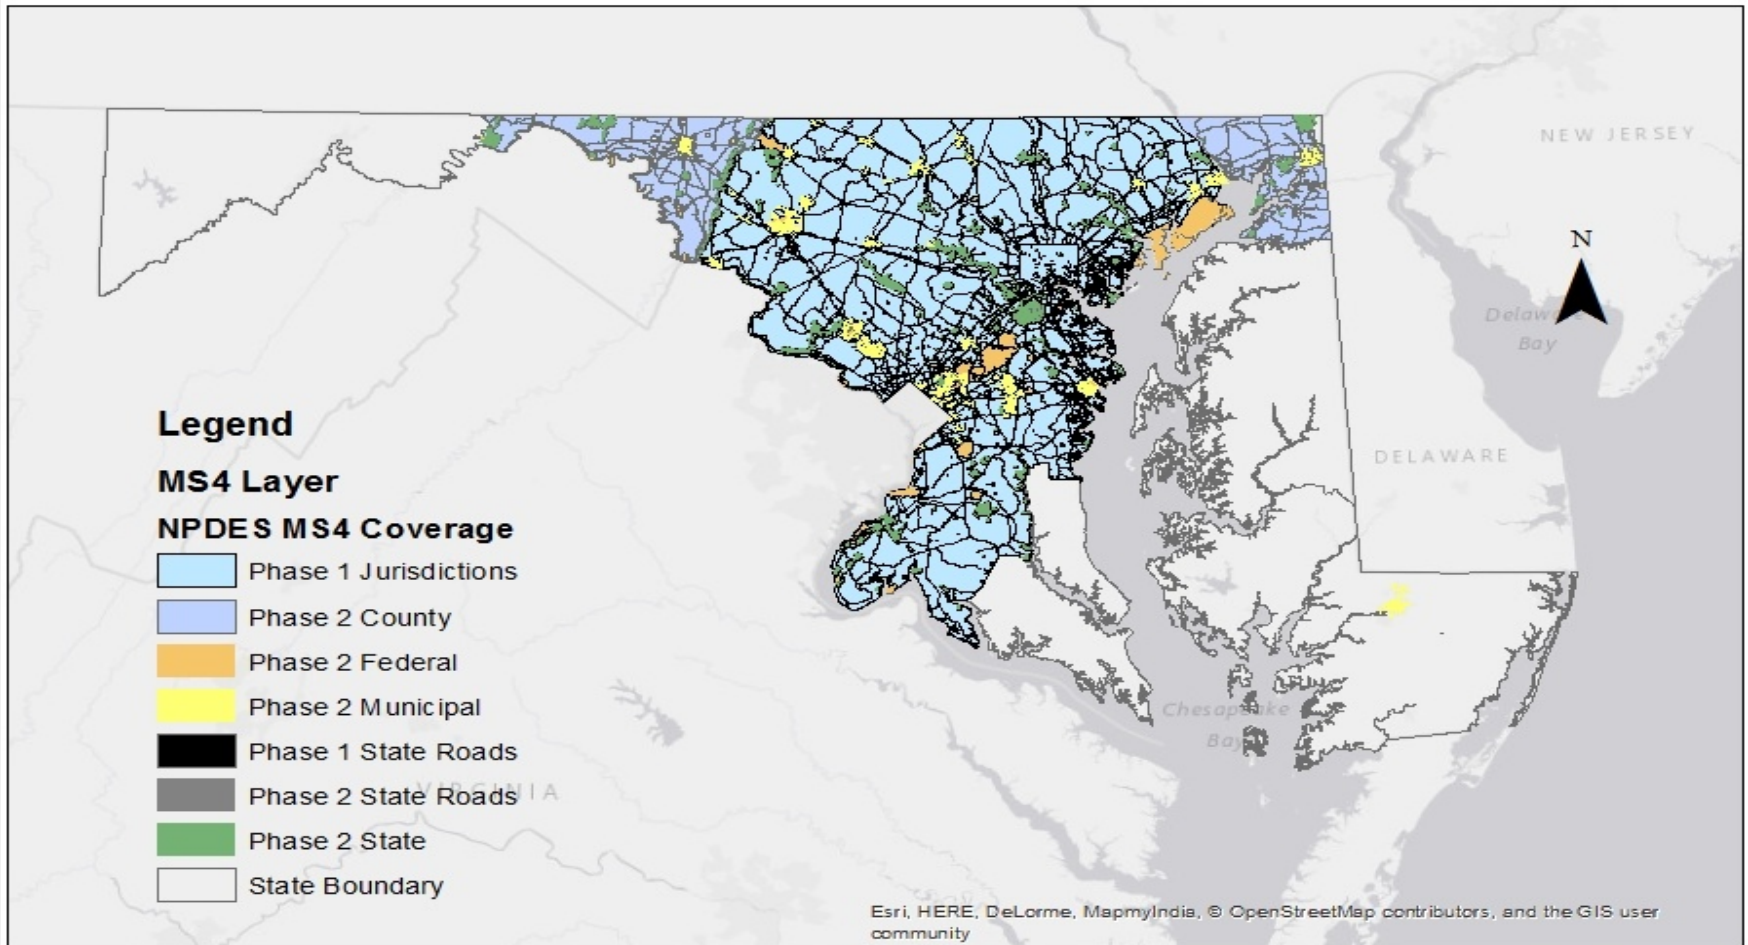 NEW JERSEY
N
Delaware
Bay
Legend
DELAWARE
MS4 Layer
NPDES MS4 Coverage
Phase 1 Jurisdictions
Phase 2 County
Phase 2 Federal
Phase 2 Municipal
Chesapeake
Bay
Phase 1 State Roads
Phase 2 State Roads
VIRGINIA
Phase 2 State
State Boundary
Esri, HERE, DeLorme, MapmyIndia, © OpenStreetMap contributors, and the GIS user
community